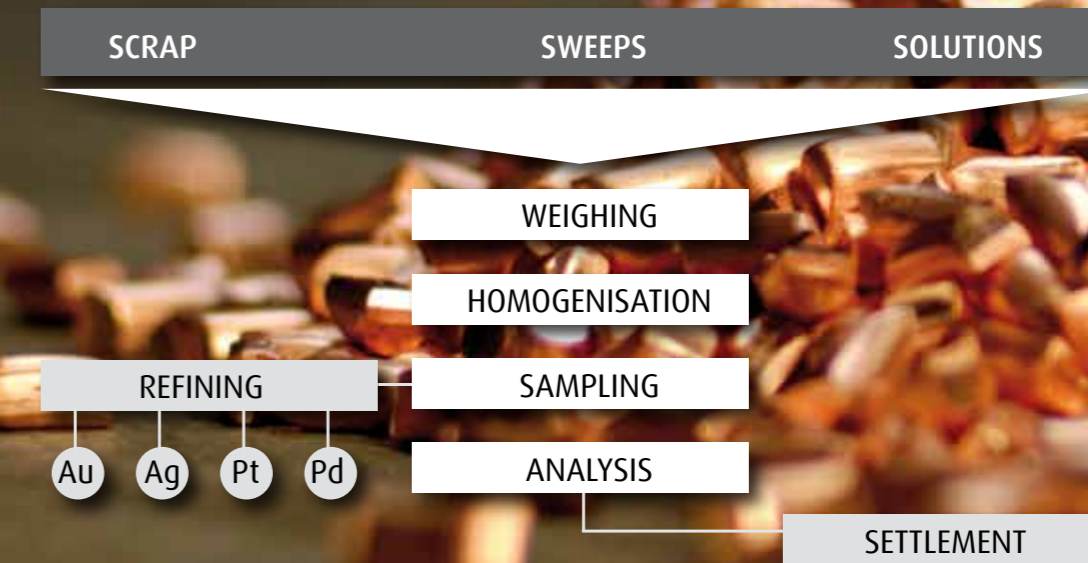 SCRAP SWEEPS SOLUTIONS
WEIGHING
HOMOGENISATION
REFINING SAMPLING
Au Ag Pt Pd ANALYSIS
SETTLEMENT